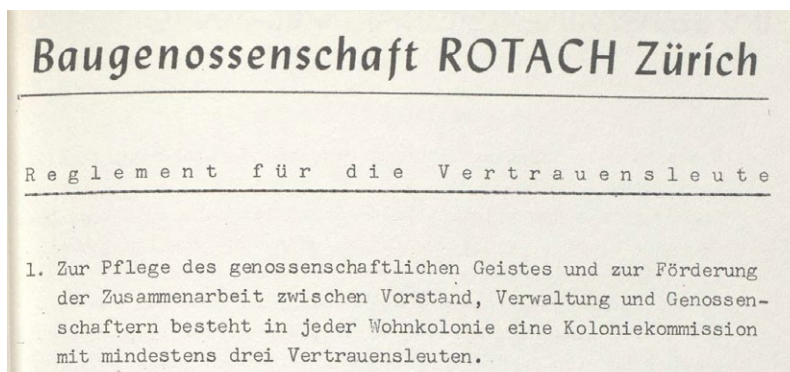 Baugenossenschaft ROTACH Zürich
Reglement für die Vertrauensleute
1. Zur Pflege des genossenschaftlichen Geistes und zur Förderung
der Zusammenarbeit zwischen Vorstand, Verwaltung und Genossen-
schaftern besteht in jeder Wohnkolonie eine Koloniekommission
mit mindestens drei Vertrauensleuten.